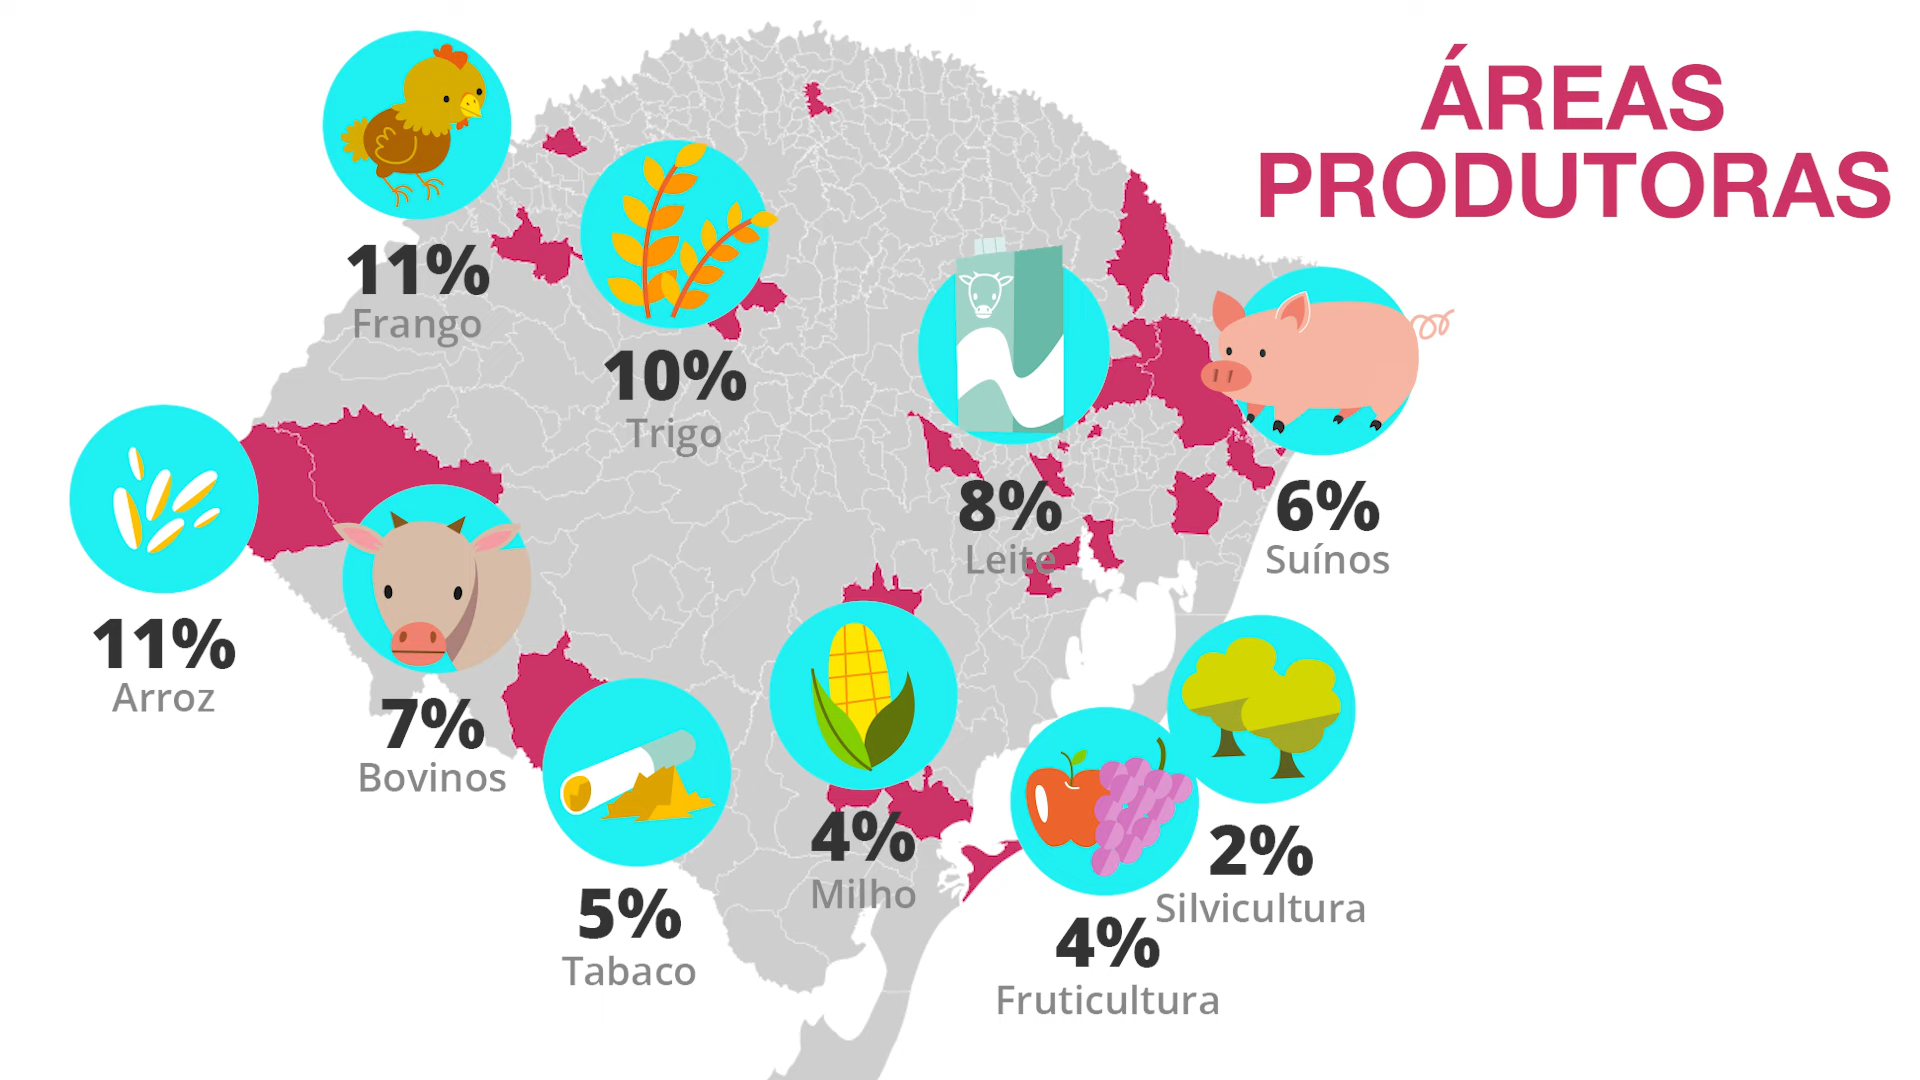 ÁREAS
PRODUTORAS
11%
Frango
10%
Trigo
8%
Leite
6%
Suínos
11%
Arroz
7%
Bovinos
5%
Tabaco
4%
Milho
4%
Fruticultura
2%
Silvicultura